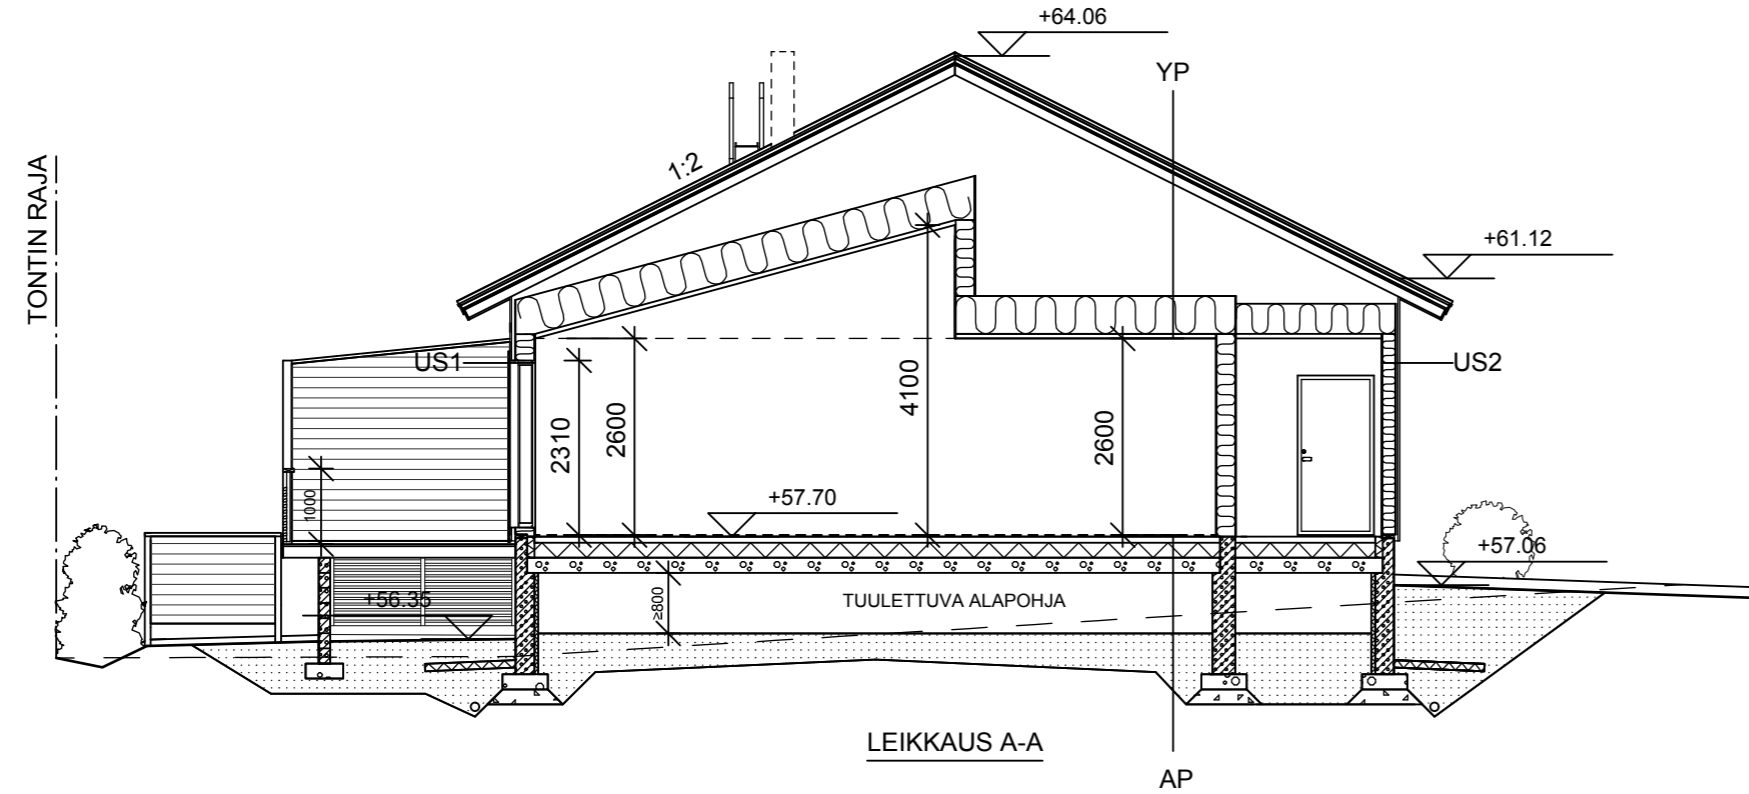 +64.06
YP
TONTIN RAJA
1:2
+61.12
US1
US2
2310
2600
4100
2600
1000
+57.70
+57.06
+56.35
≥800
TUULETTUVA ALAPOHJA
LEIKKAUS A-A
AP